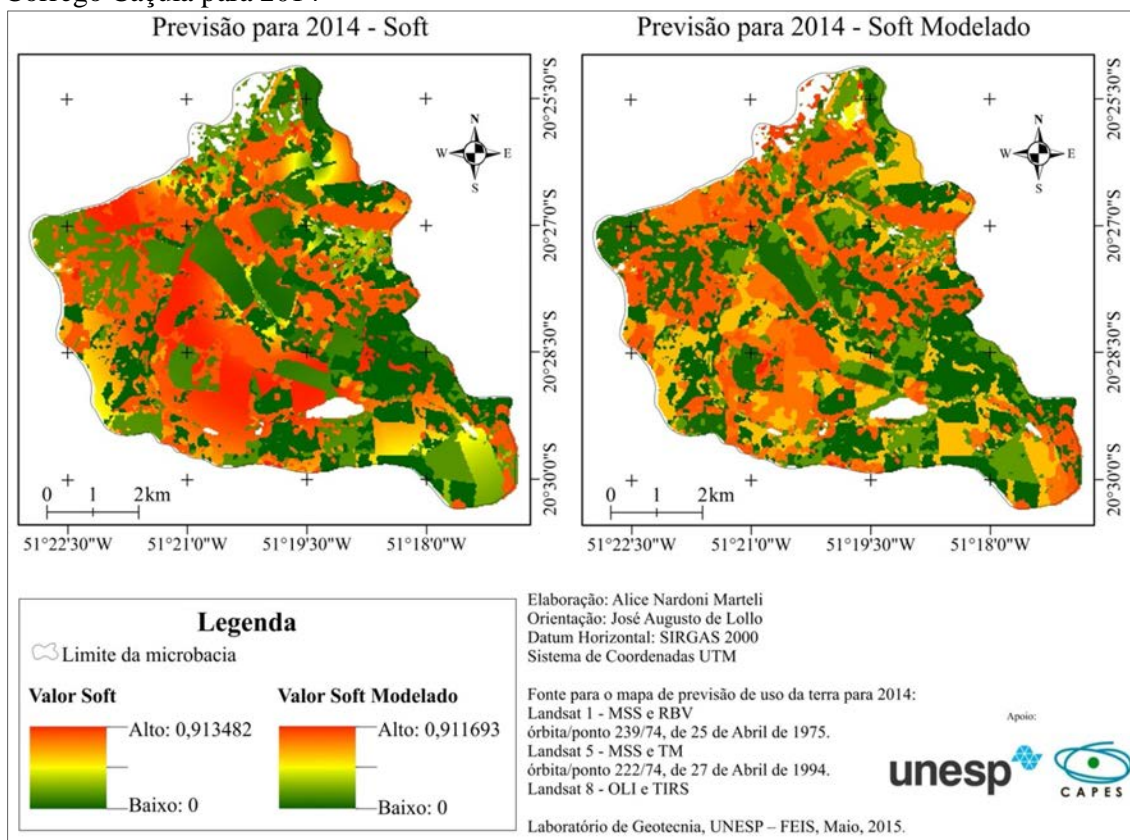 Córrego Caçula para 2014
Previsão para 2014 - Soft
Previsão para 2014 - Soft Modelado
N
W E
S
N
W E
S
20°25'30"S
20°27'0"S
20°28'30"S
20°30'0"S
20°25'30"S
20°27'0"S
20°28'30"S
20°30'0"S
0 1 2km
0 1 2km
51°22'30"W 51°21'0"W 51°19'30"W 51°18'0"W
51°22'30"W 51°21'0"W 51°19'30"W 51°18'0"W
Legenda
Limite da microbacia
Valor Soft
Alto: 0,913482
Baixo: 0
Valor Soft Modelado
Alto: 0,911693
Baixo: 0
Elaboração: Alice Nardoni Marteli
Orientação: José Augusto de Lollo
Datum Horizontal: SIRGAS 2000
Sistema de Coordenadas UTM
Fonte para o mapa de previsão de uso da terra para 2014:
Landsat 1 - MSS e RBV
órbita/ponto 239/74, de 25 de Abril de 1975.
Landsat 5 - MSS e TM
órbita/ponto 222/74, de 27 de Abril de 1994.
Landsat 8 - OLI e TIRS
Laboratório de Geotecnia, UNESP – FEIS, Maio, 2015.
Apoio:
unesp
CAPES